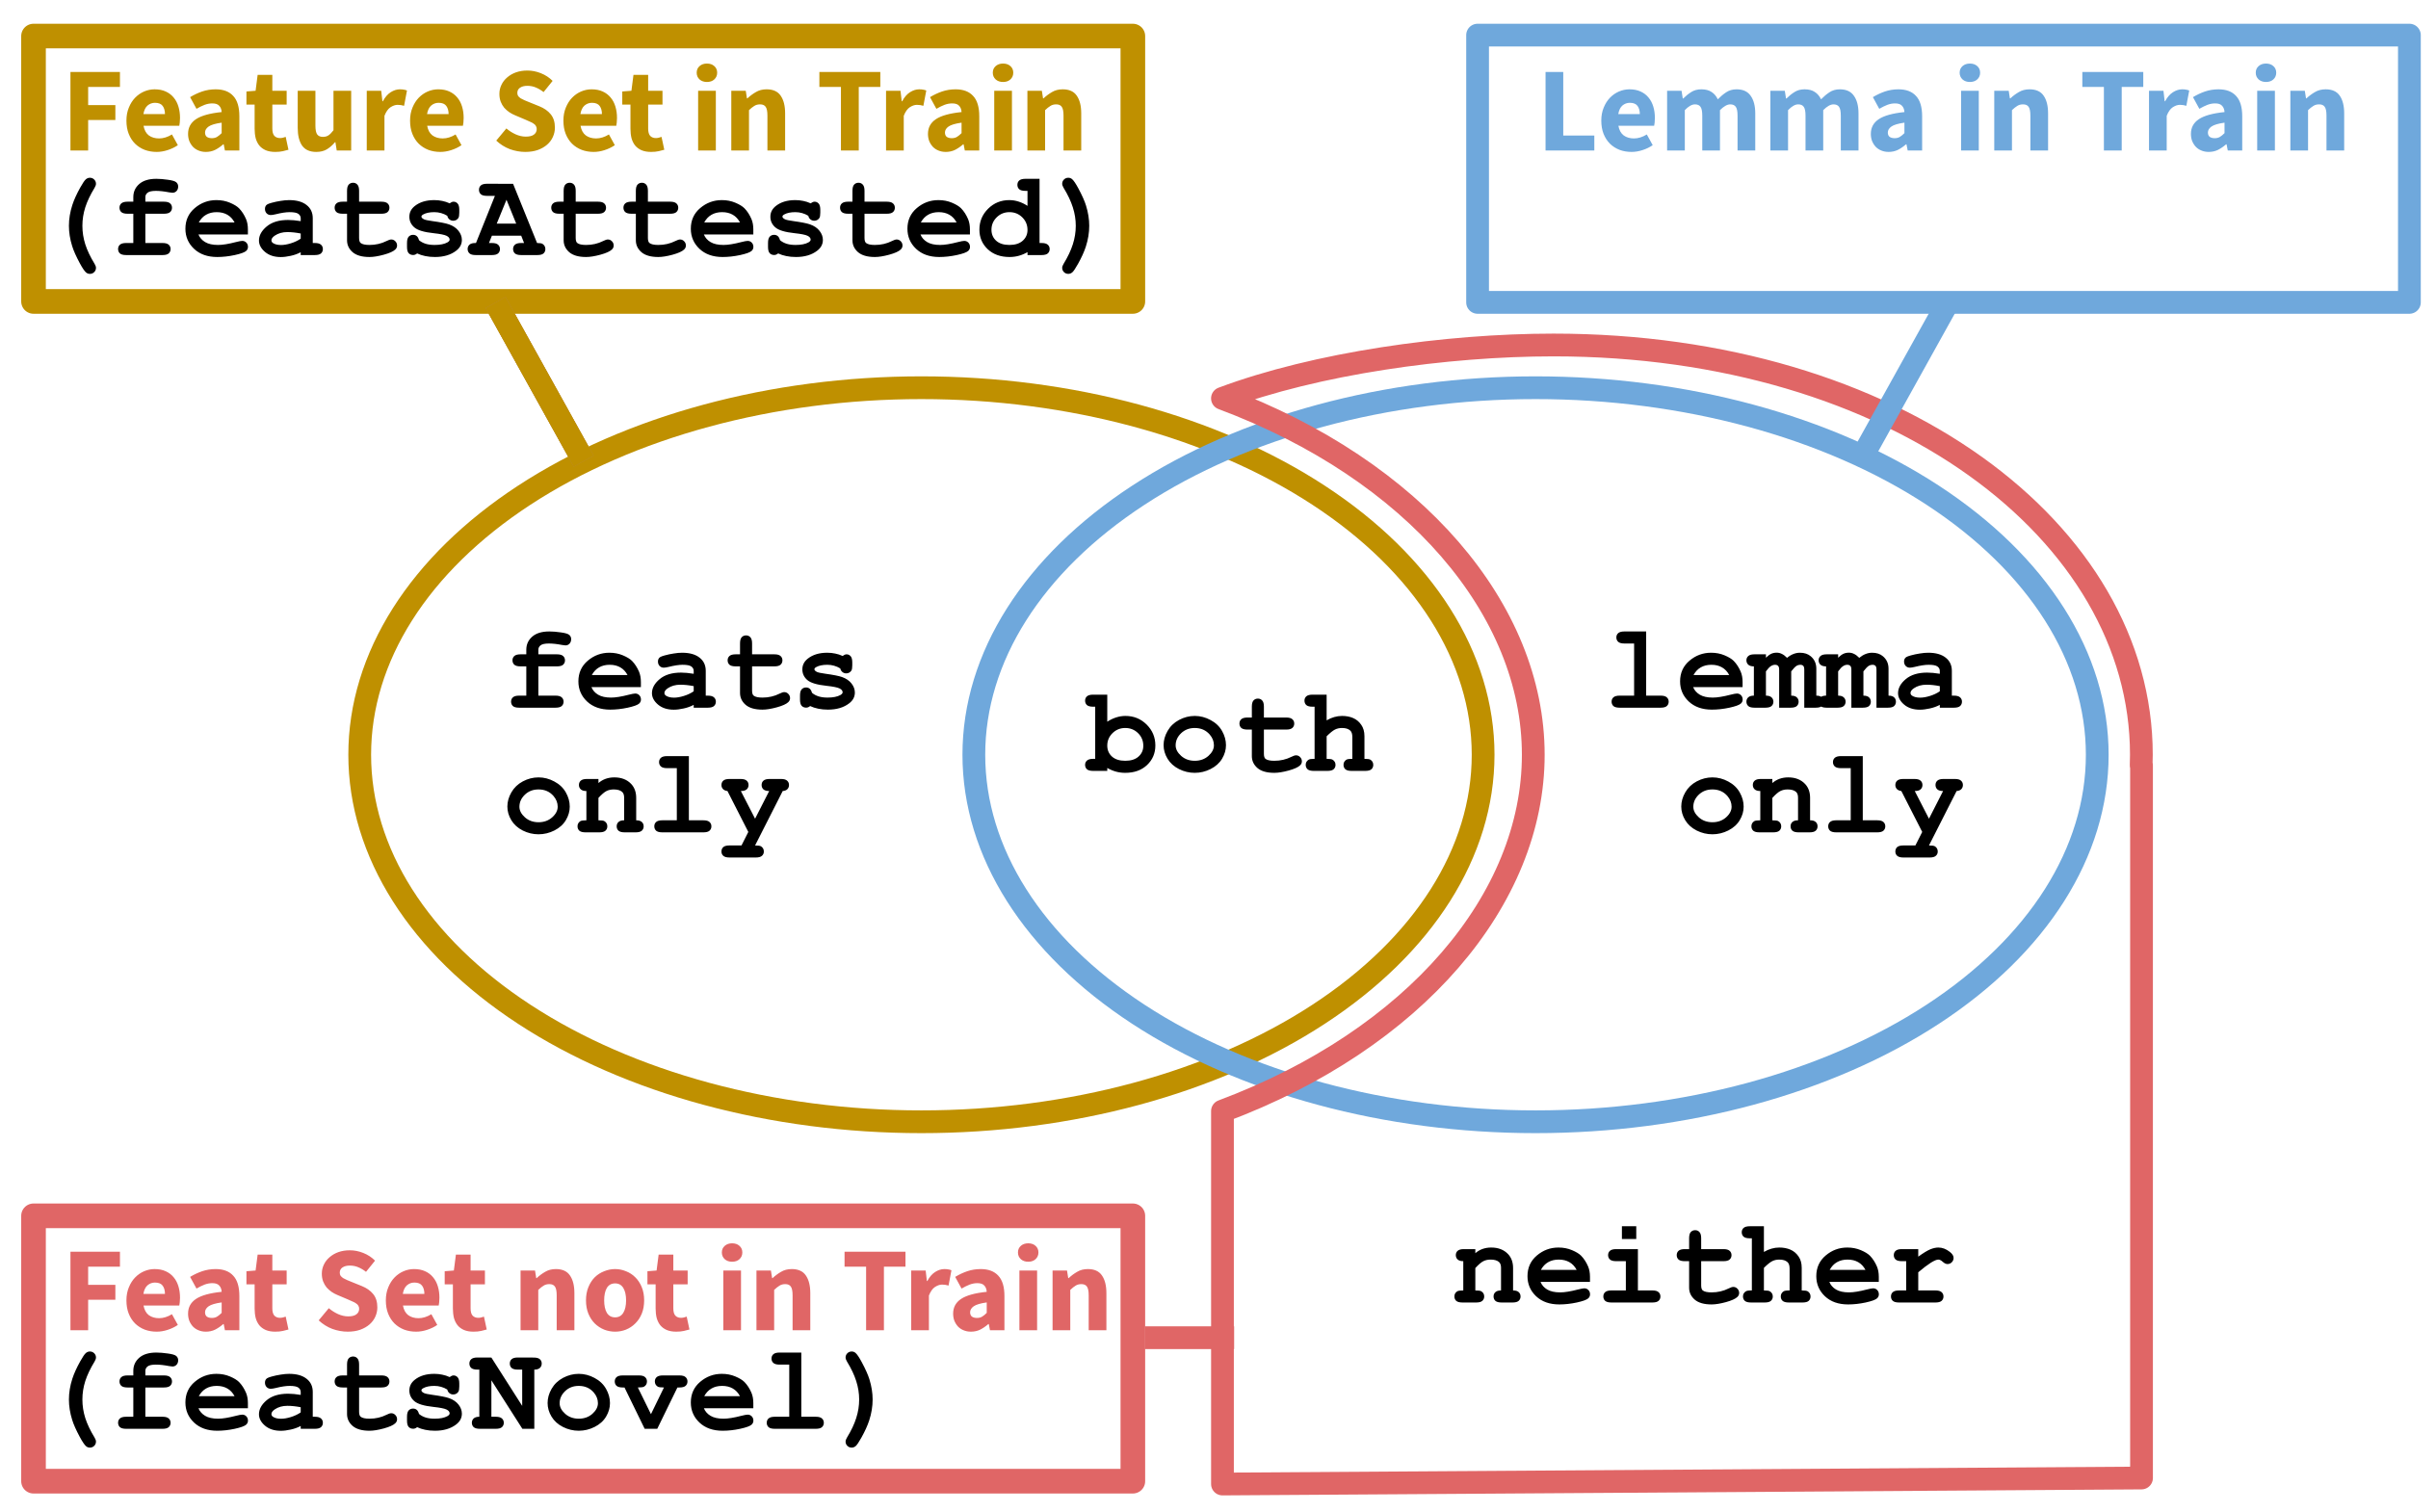 Feature Set in Train
(featsAttested)
Lemma in Train
feats
only
both
lemma
only
neither
Feat Set not in Train
(featsNovel)